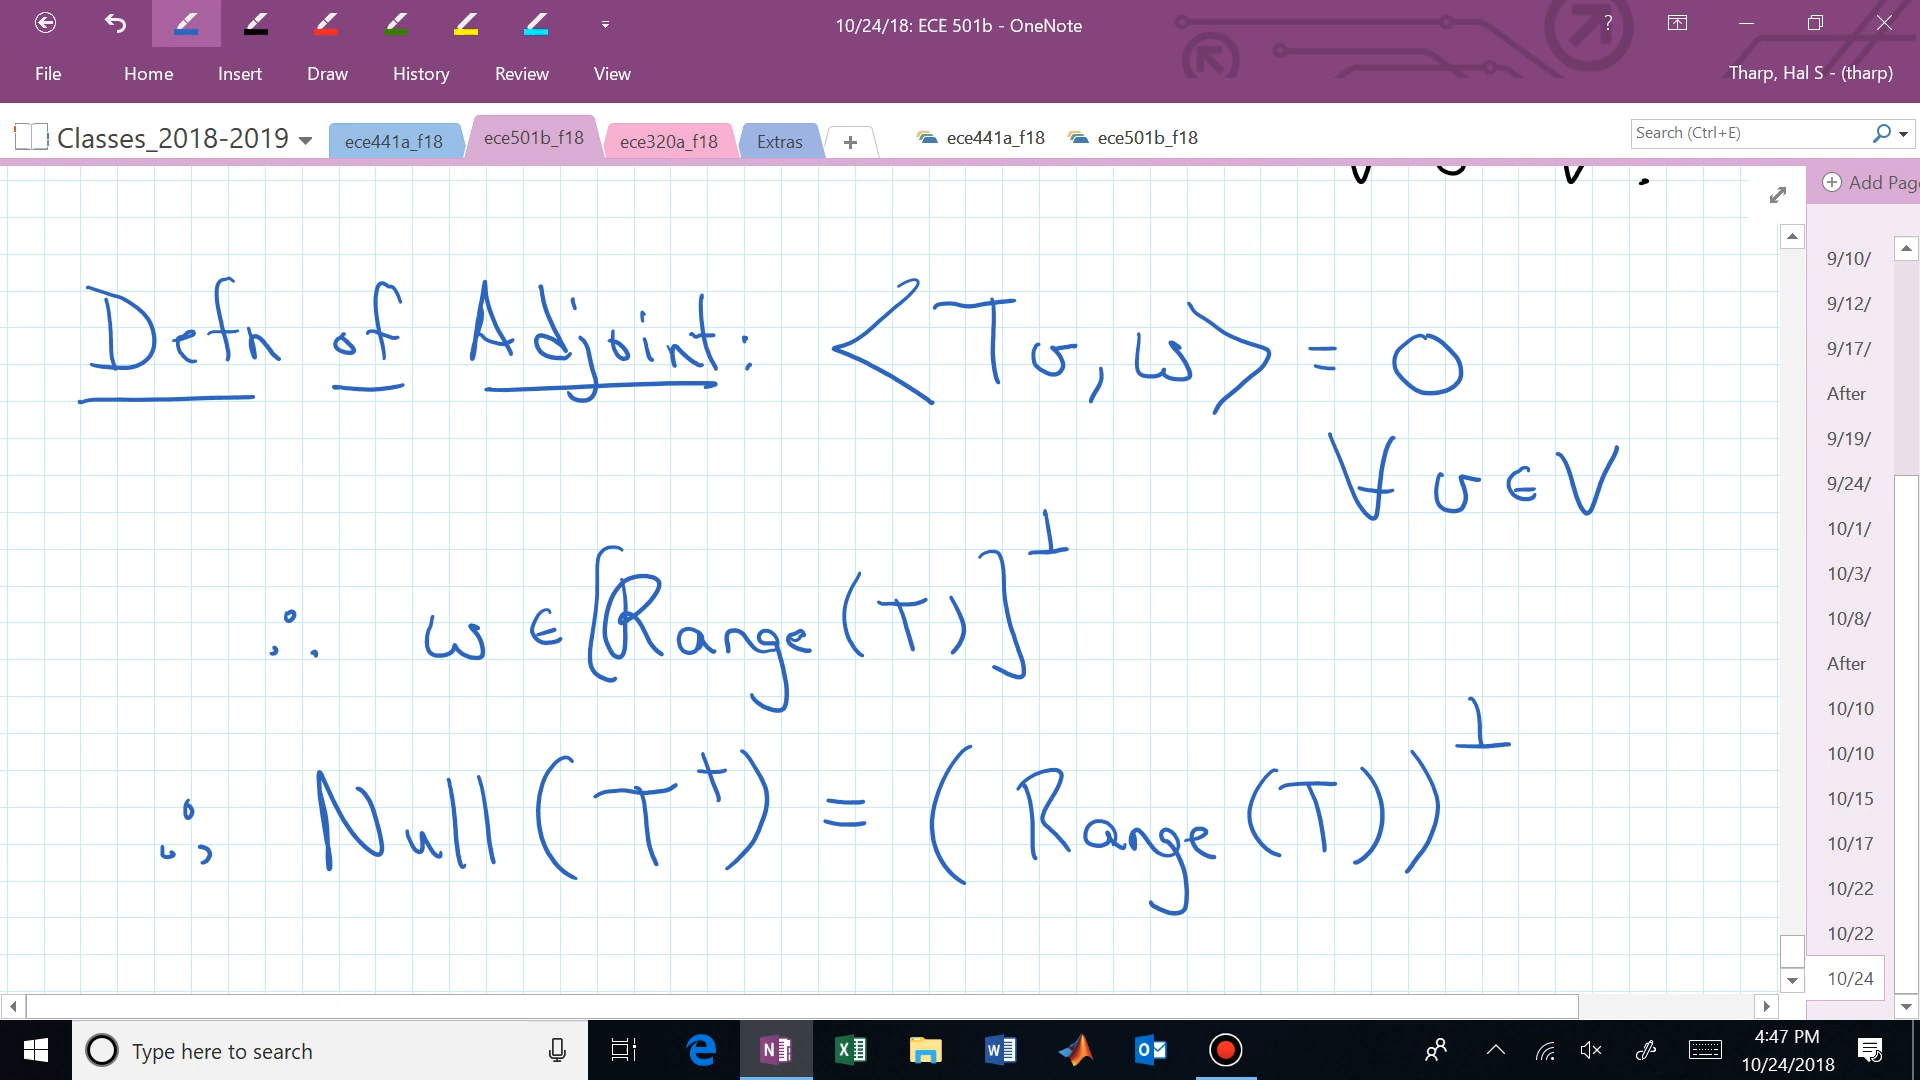 10/24/18: ECE 501b - OneNote
?
File Home Insert Draw History Review View
Tharp, Hal S - (tharp)
Classes_2018-2019
ece441a_f18
ece501b_f18
ece320a_f18
Extras
ece441a_f18
ece501b_f18
Search (Ctrl+E)
Add Page
Defn of Adjoint: <Tv, w> = 0
∀ v ∈ V
∴ w ∈ [Range(T)]⊥
∴, Null(T†) = (Range(T))⊥
9/10/
9/12/
9/17/
After
9/19/
9/24/
10/1/
10/3/
10/8/
After
10/10
10/10
10/15
10/17
10/22
10/22
10/24
Type here to search
4:47 PM
10/24/2018